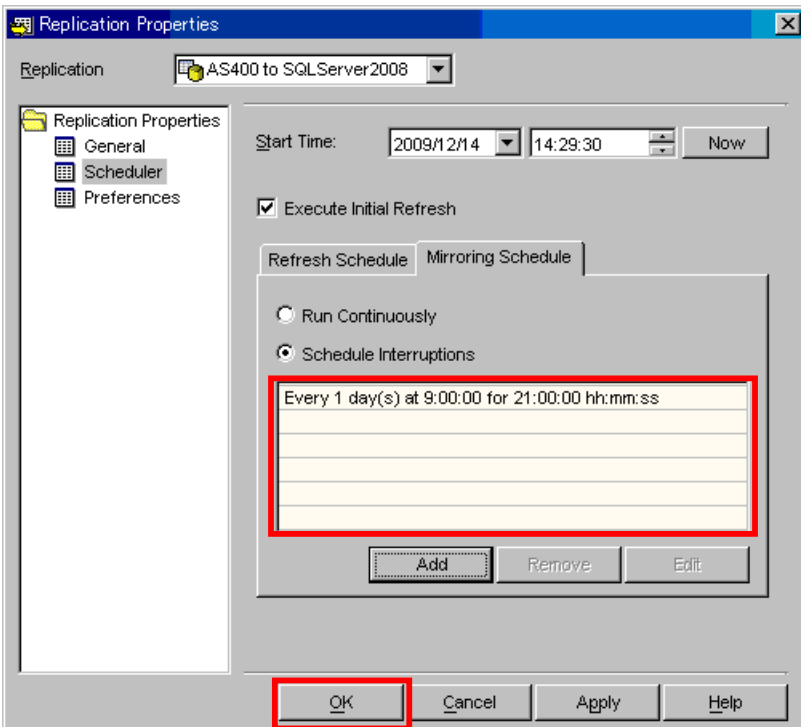 Replication Properties
Replication AS400 to SQLServer2008
Replication Properties
General
Scheduler
Preferences
Start Time: 2009/12/14 14:29:30 Now
Execute Initial Refresh
Refresh Schedule Mirroring Schedule
Run Continuously
Schedule Interruptions
Every 1 day(s) at 9:00:00 for 21:00:00 hh:mm:ss
Add Remove Edit
OK Cancel Apply Help